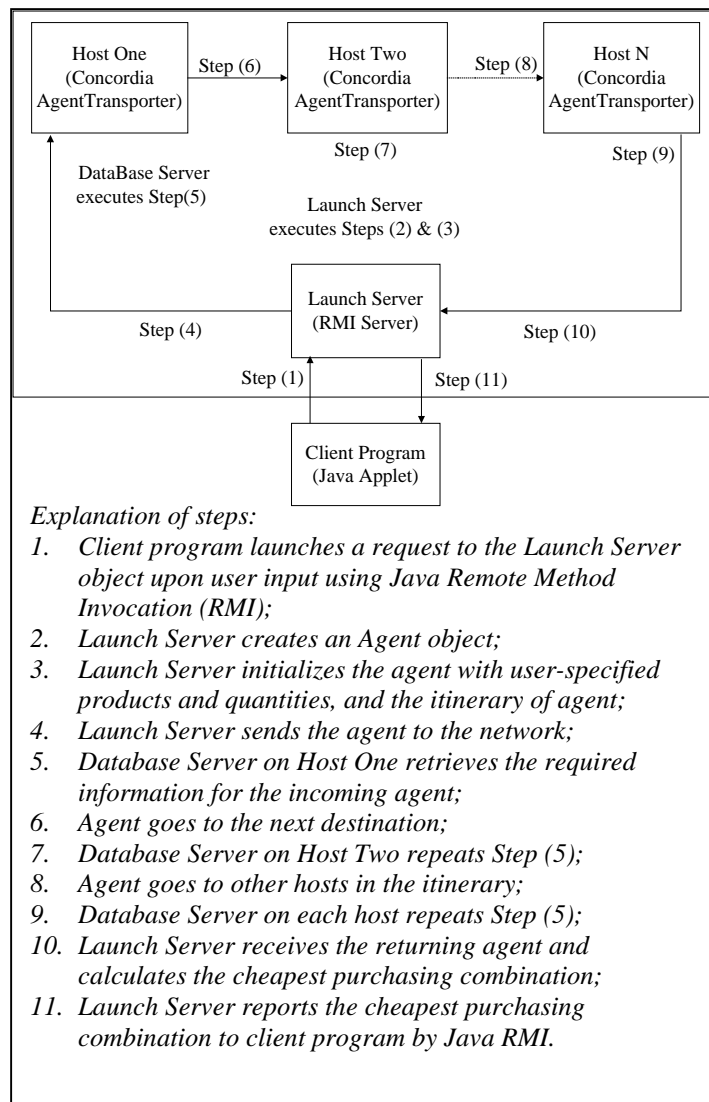 Host One
(Concordia
AgentTransporter)
Step (6)
Host Two
(Concordia
AgentTransporter)
Step (8)
Host N
(Concordia
AgentTransporter)
Step (7)
Step (9)
DataBase Server
executes Step(5)
Launch Server
executes Steps (2) & (3)
Launch Server
(RMI Server)
Step (4)
Step (10)
Step (1)
Step (11)
Client Program
(Java Applet)
Explanation of steps:
1. Client program launches a request to the Launch Server
object upon user input using Java Remote Method
Invocation (RMI);
2. Launch Server creates an Agent object;
3. Launch Server initializes the agent with user-specified
products and quantities, and the itinerary of agent;
4. Launch Server sends the agent to the network;
5. Database Server on Host One retrieves the required
information for the incoming agent;
6. Agent goes to the next destination;
7. Database Server on Host Two repeats Step (5);
8. Agent goes to other hosts in the itinerary;
9. Database Server on each host repeats Step (5);
10. Launch Server receives the returning agent and
calculates the cheapest purchasing combination;
11. Launch Server reports the cheapest purchasing
combination to client program by Java RMI.